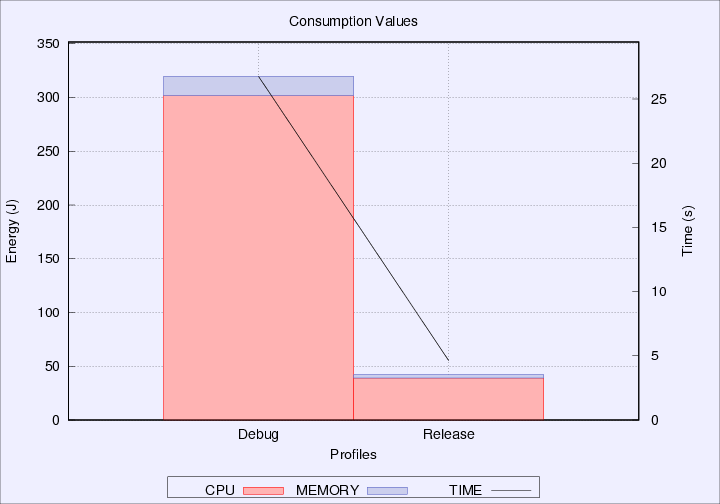 Consumption Values
350
300
250
200
150
100
50
0
Energy (J)
25
20
15
10
5
0
Time (s)
Debug Release
Profiles
CPU MEMORY TIME